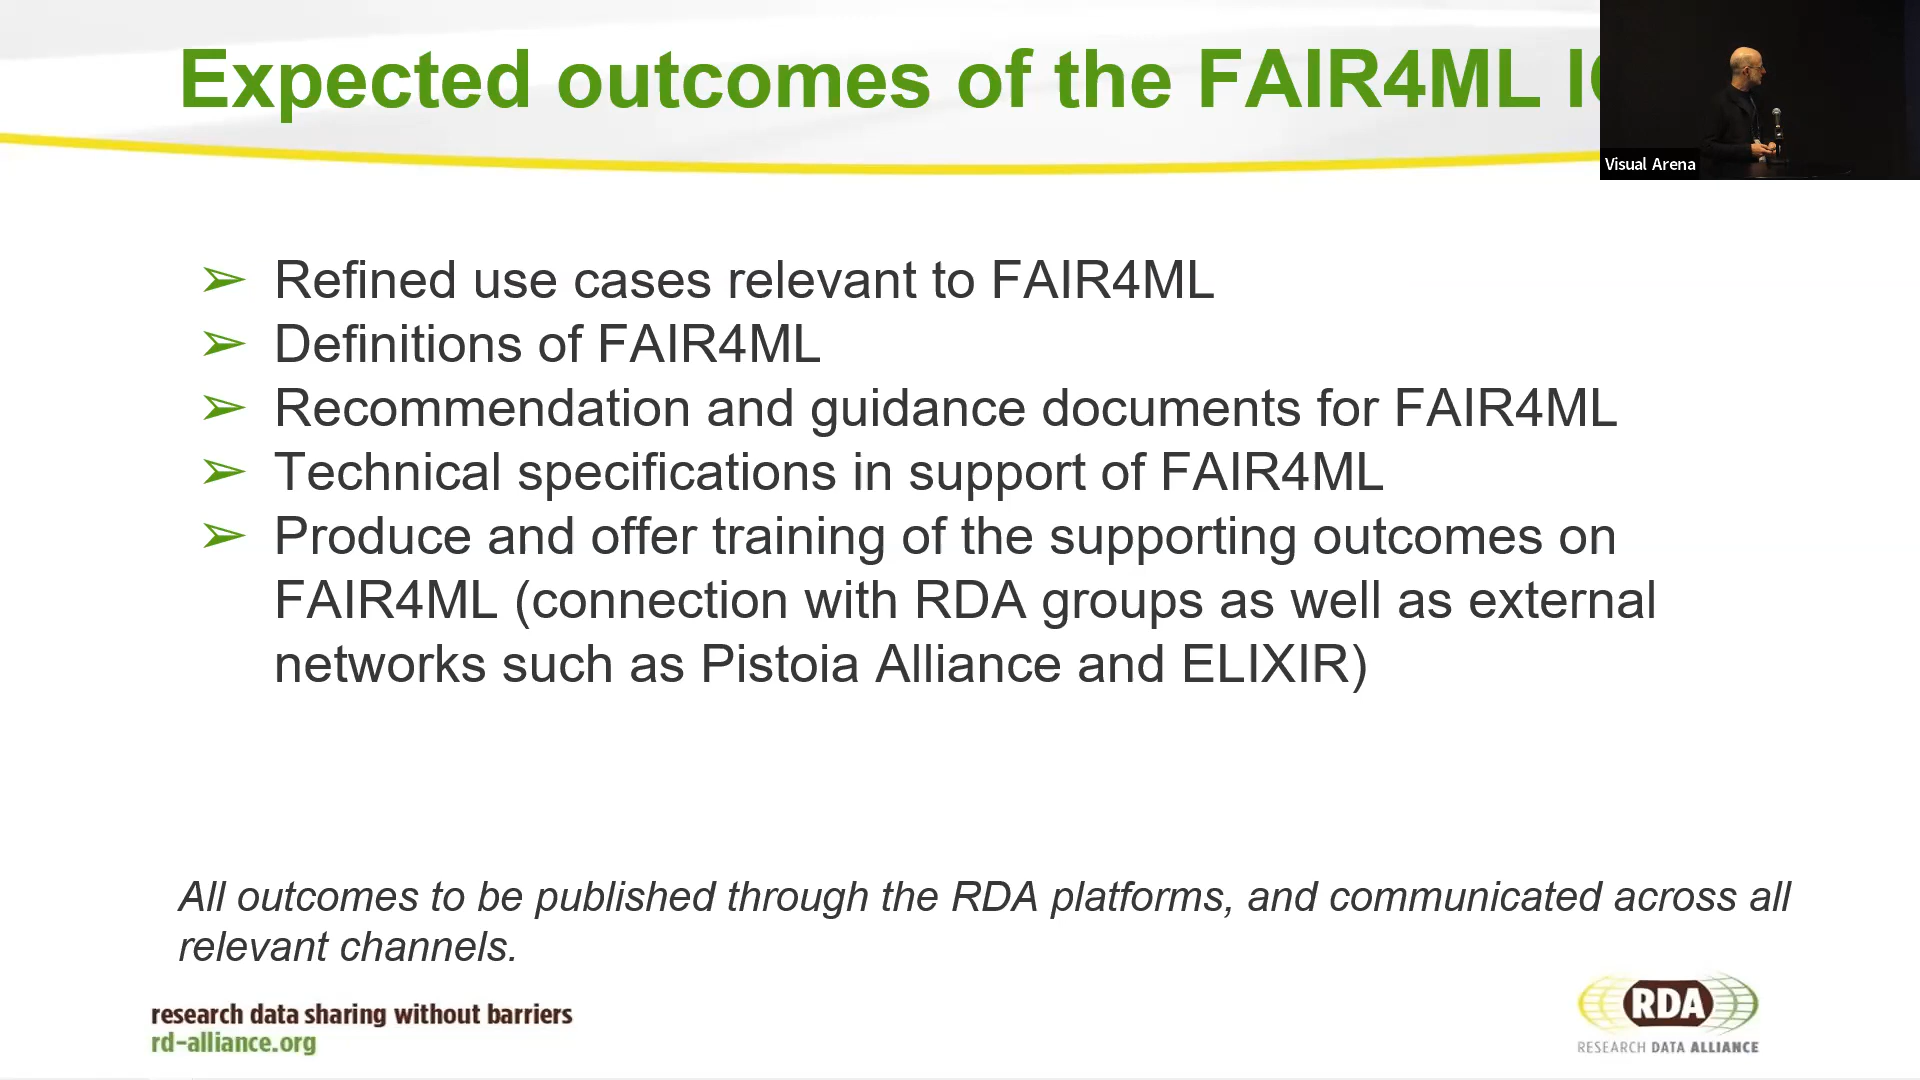 Expected outcomes of the FAIR4ML
Visual Arena
➢ Refined use cases relevant to FAIR4ML
➢ Definitions of FAIR4ML
➢ Recommendation and guidance documents for FAIR4ML
➢ Technical specifications in support of FAIR4ML
➢ Produce and offer training of the supporting outcomes on
FAIR4ML (connection with RDA groups as well as external
networks such as Pistoia Alliance and ELIXIR)
All outcomes to be published through the RDA platforms, and communicated across all
relevant channels.
research data sharing without barriers
rd-alliance.org
RDA
RESEARCH DATA ALLIANCE